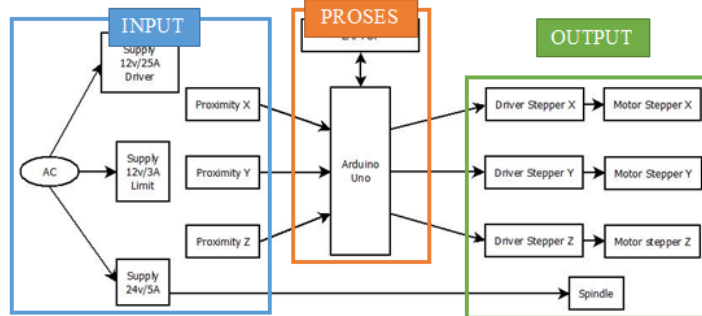 INPUT
PROSES
OUTPUT
Supply
12v/25A
Driver
Proximity X
Driver Stepper X
Motor Stepper X
AC
Supply
12v/3A
Limit
Proximity Y
Arduino
Uno
Driver Stepper Y
Motor Stepper Y
Proximity Z
Driver Stepper Z
Motor stepper Z
Supply
24v/5A
Spindle